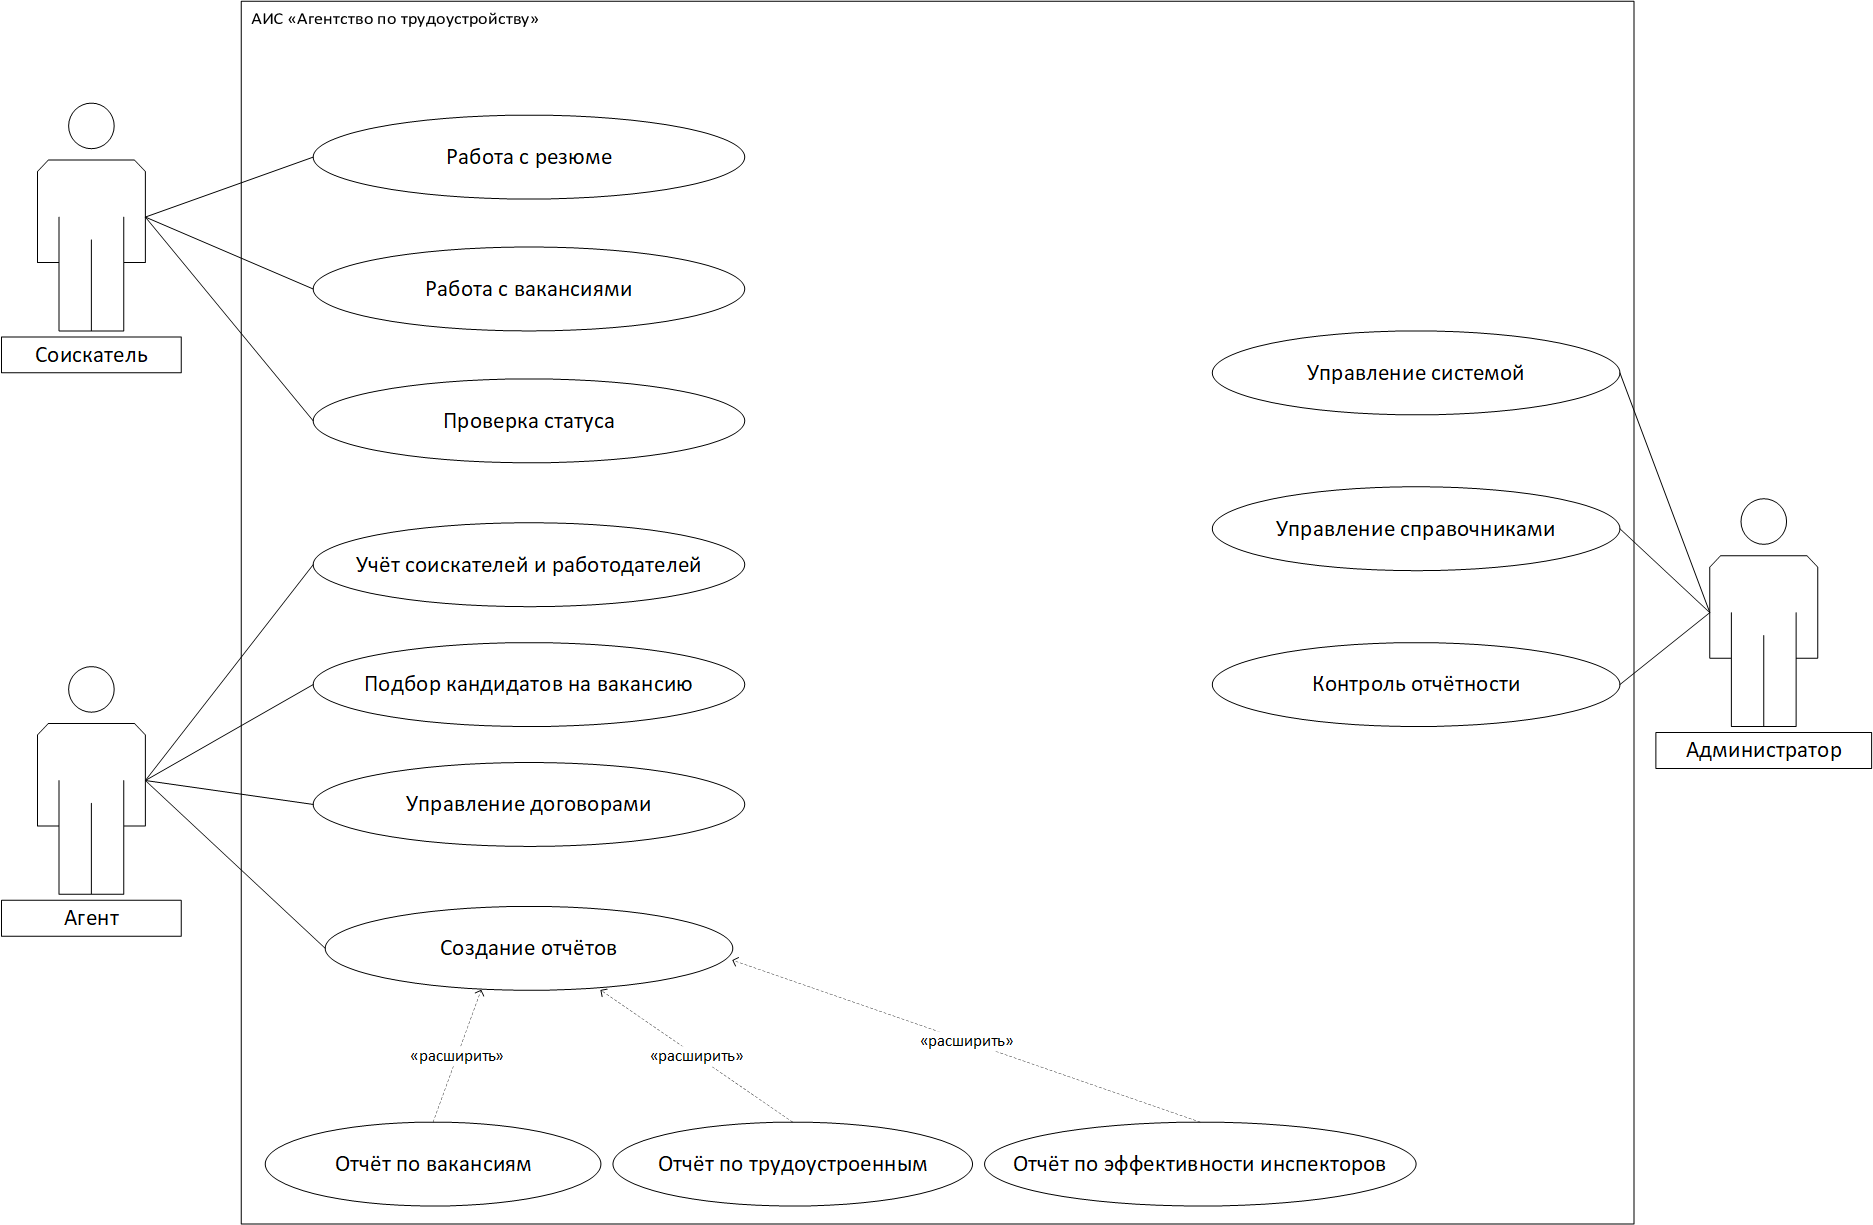 АИС «Агентство по трудоустройству»
Работа с резюме
Работа с вакансиями
Соискатель
Проверка статуса
Управление системой
Управление справочниками
Учёт соискателей и работодателей
Подбор кандидатов на вакансию
Контроль отчётности
Администратор
Управление договорами
Агент
Создание отчётов
«расширить»
«расширить»
«расширить»
Отчёт по вакансиям
Отчёт по трудоустроенным
Отчёт по эффективности инспекторов